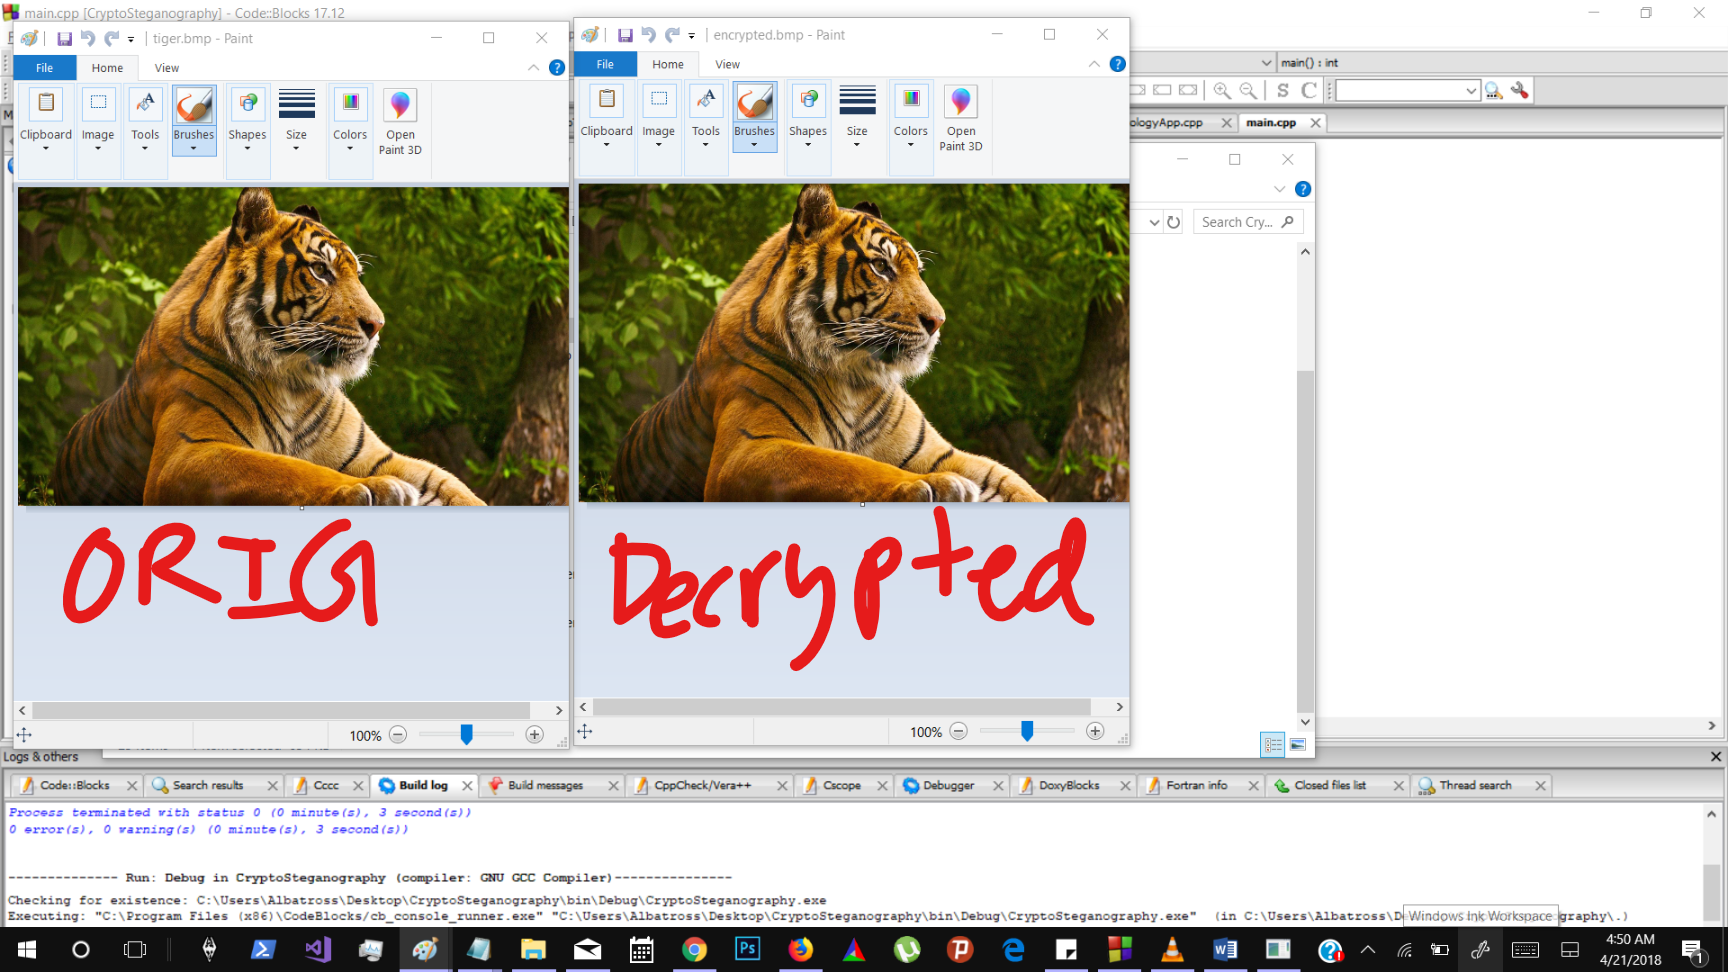 main.cpp [CryptoSteganography] - Code::Blocks 17.12
tiger.bmp - Paint
File Home View
Clipboard Image Tools Brushes Shapes Size Colors Open Paint 3D
ORIG
100%
encrypted.bmp - Paint
File Home View
Clipboard Image Tools Brushes Shapes Size Colors Open Paint 3D
Decrypted
100%
main() : int
S C
ologyApp.cpp main.cpp
Search Cry...
Logs & others
Code::Blocks Search results Cccc Build log Build messages CppCheck/Vera++ Cscope Debugger DoxyBlocks Fortran info Closed files list Thread search
Process terminated with status 0 (0 minute(s), 3 second(s))
0 error(s), 0 warning(s) (0 minute(s), 3 second(s))
-------------- Run: Debug in CryptoSteganography (compiler: GNU GCC Compiler)---------------
Checking for existence: C:\Users\Albatross\Desktop\CryptoSteganography\bin\Debug\CryptoSteganography.exe
Executing: "C:\Program Files (x86)\CodeBlocks/cb_console_runner.exe" "C:\Users\Albatross\Desktop\CryptoSteganography\bin\Debug\CryptoSteganography.exe" (in C:\Users\Albatross\De ography\.)
Windows Ink Workspace
4:50 AM
4/21/2018
1